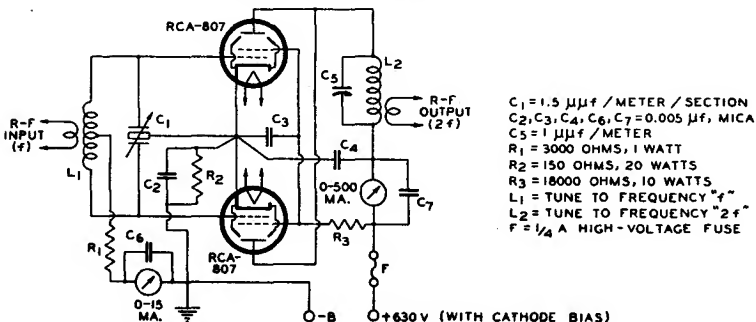 RCA-807
L2
C5
R-F
INPUT (f)
C1
C3
R-F
OUTPUT
(2f)
L1
C2
R2
C4
0-500
MA.
C7
R1
C6
R3
RCA-
807
F
0-15
MA.
-B
+630 V (WITH CATHODE BIAS)
C1 = 1.5 μμf / METER / SECTION
C2, C3, C4, C6, C7 = 0.005 μf, MICA
C5 = 1 μμf / METER
R1 = 3000 OHMS, 1 WATT
R2 = 150 OHMS, 20 WATTS
R3 = 18000 OHMS, 10 WATTS
L1 = TUNE TO FREQUENCY "f"
L2 = TUNE TO FREQUENCY "2f"
F = 1/4 A HIGH-VOLTAGE FUSE